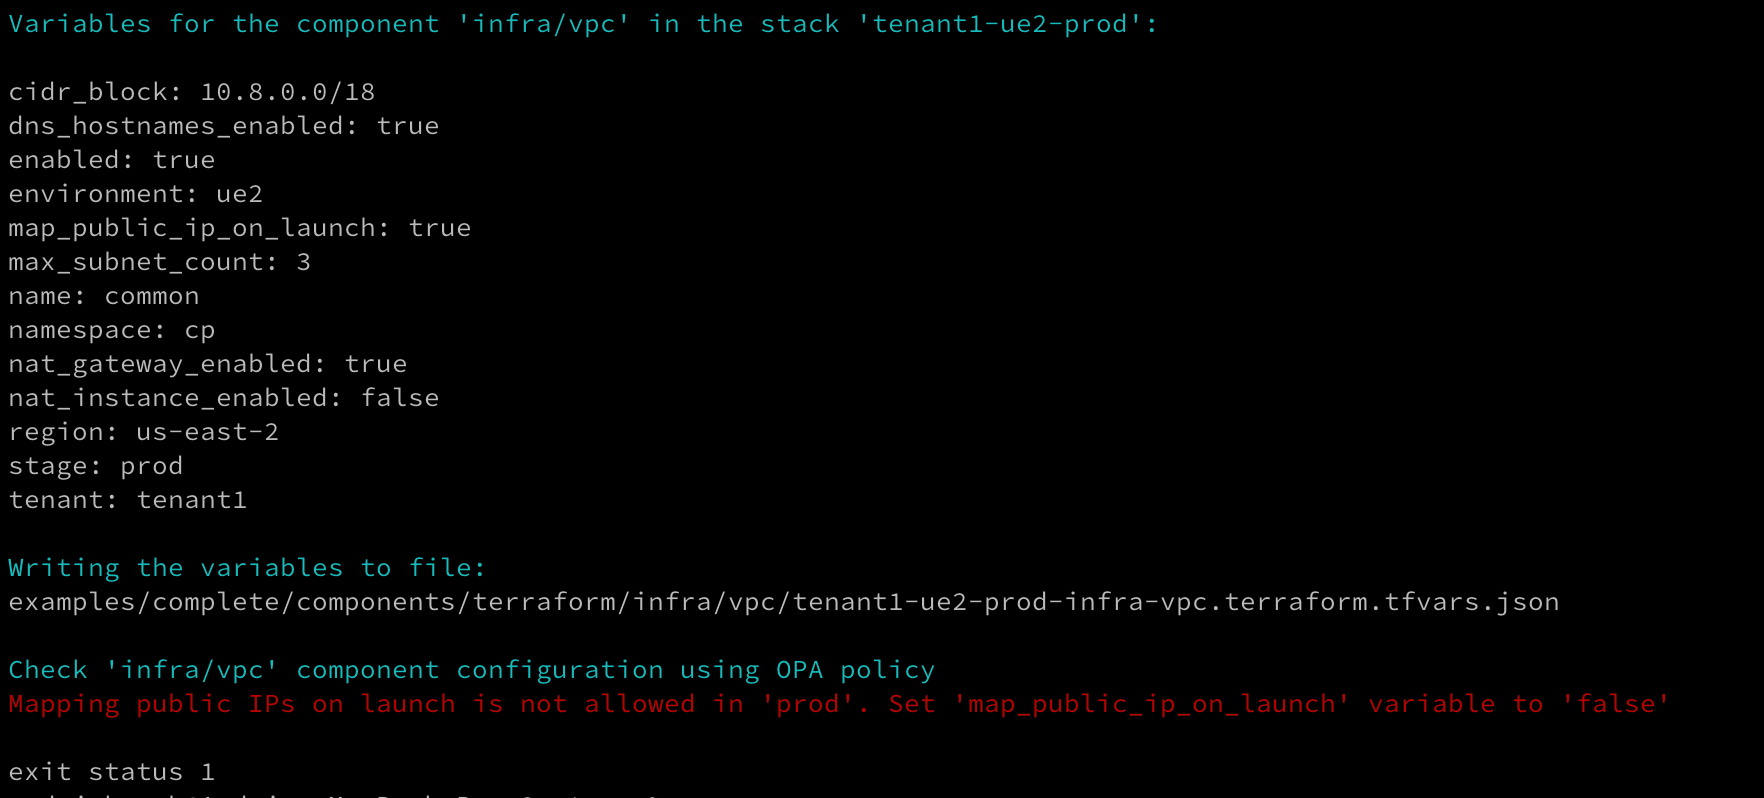 Variables for the component 'infra/vpc' in the stack 'tenant1-ue2-prod':
cidr_block: 10.8.0.0/18
dns_hostnames_enabled: true
enabled: true
environment: ue2
map_public_ip_on_launch: true
max_subnet_count: 3
name: common
namespace: cp
nat_gateway_enabled: true
nat_instance_enabled: false
region: us-east-2
stage: prod
tenant: tenant1
Writing the variables to file:
examples/complete/components/terraform/infra/vpc/tenant1-ue2-prod-infra-vpc.terraform.tfvars.json
Check 'infra/vpc' component configuration using OPA policy
Mapping public IPs on launch is not allowed in 'prod'. Set 'map_public_ip_on_launch' variable to 'false'
exit status 1